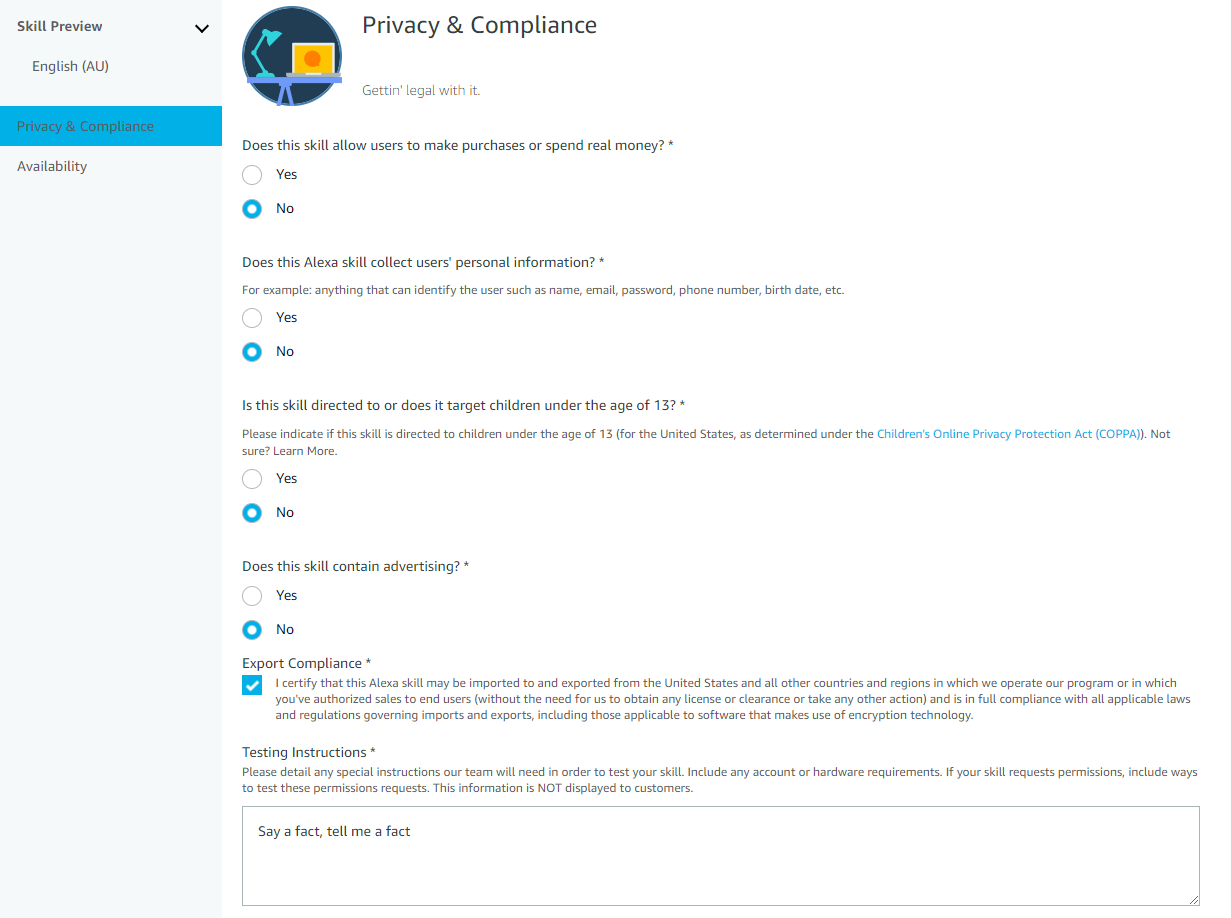 Skill Preview
English (AU)
Privacy & Compliance
Availability
Privacy & Compliance
Gettin' legal with it.
Does this skill allow users to make purchases or spend real money? *
Yes
No
Does this Alexa skill collect users' personal information? *
For example: anything that can identify the user such as name, email, password, phone number, birth date, etc.
Yes
No
Is this skill directed to or does it target children under the age of 13? *
Please indicate if this skill is directed to children under the age of 13 (for the United States, as determined under the Children's Online Privacy Protection Act (COPPA)). Not
sure? Learn More.
Yes
No
Does this skill contain advertising? *
Yes
No
Export Compliance *
I certify that this Alexa skill may be imported to and exported from the United States and all other countries and regions in which we operate our program or in which
you've authorized sales to end users (without the need for us to obtain any license or clearance or take any other action) and is in full compliance with all applicable laws
and regulations governing imports and exports, including those applicable to software that makes use of encryption technology.
Testing Instructions *
Please detail any special instructions our team will need in order to test your skill. Include any account or hardware requirements. If your skill requests permissions, include ways
to test these permissions requests. This information is NOT displayed to customers.
Say a fact, tell me a fact